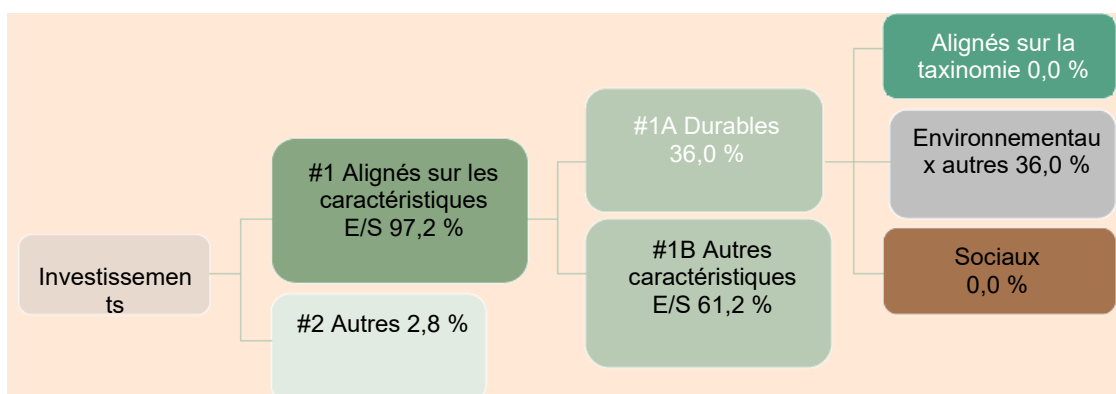 Investissemen
ts
#1 Alignés sur les
caractéristiques
E/S 97,2 %
#2 Autres 2,8 %
#1A Durables
36,0 %
#1B Autres
caractéristiques
E/S 61,2 %
Alignés sur la
taxinomie 0,0 %
Environnementau
x autres 36,0 %
Sociaux
0,0 %